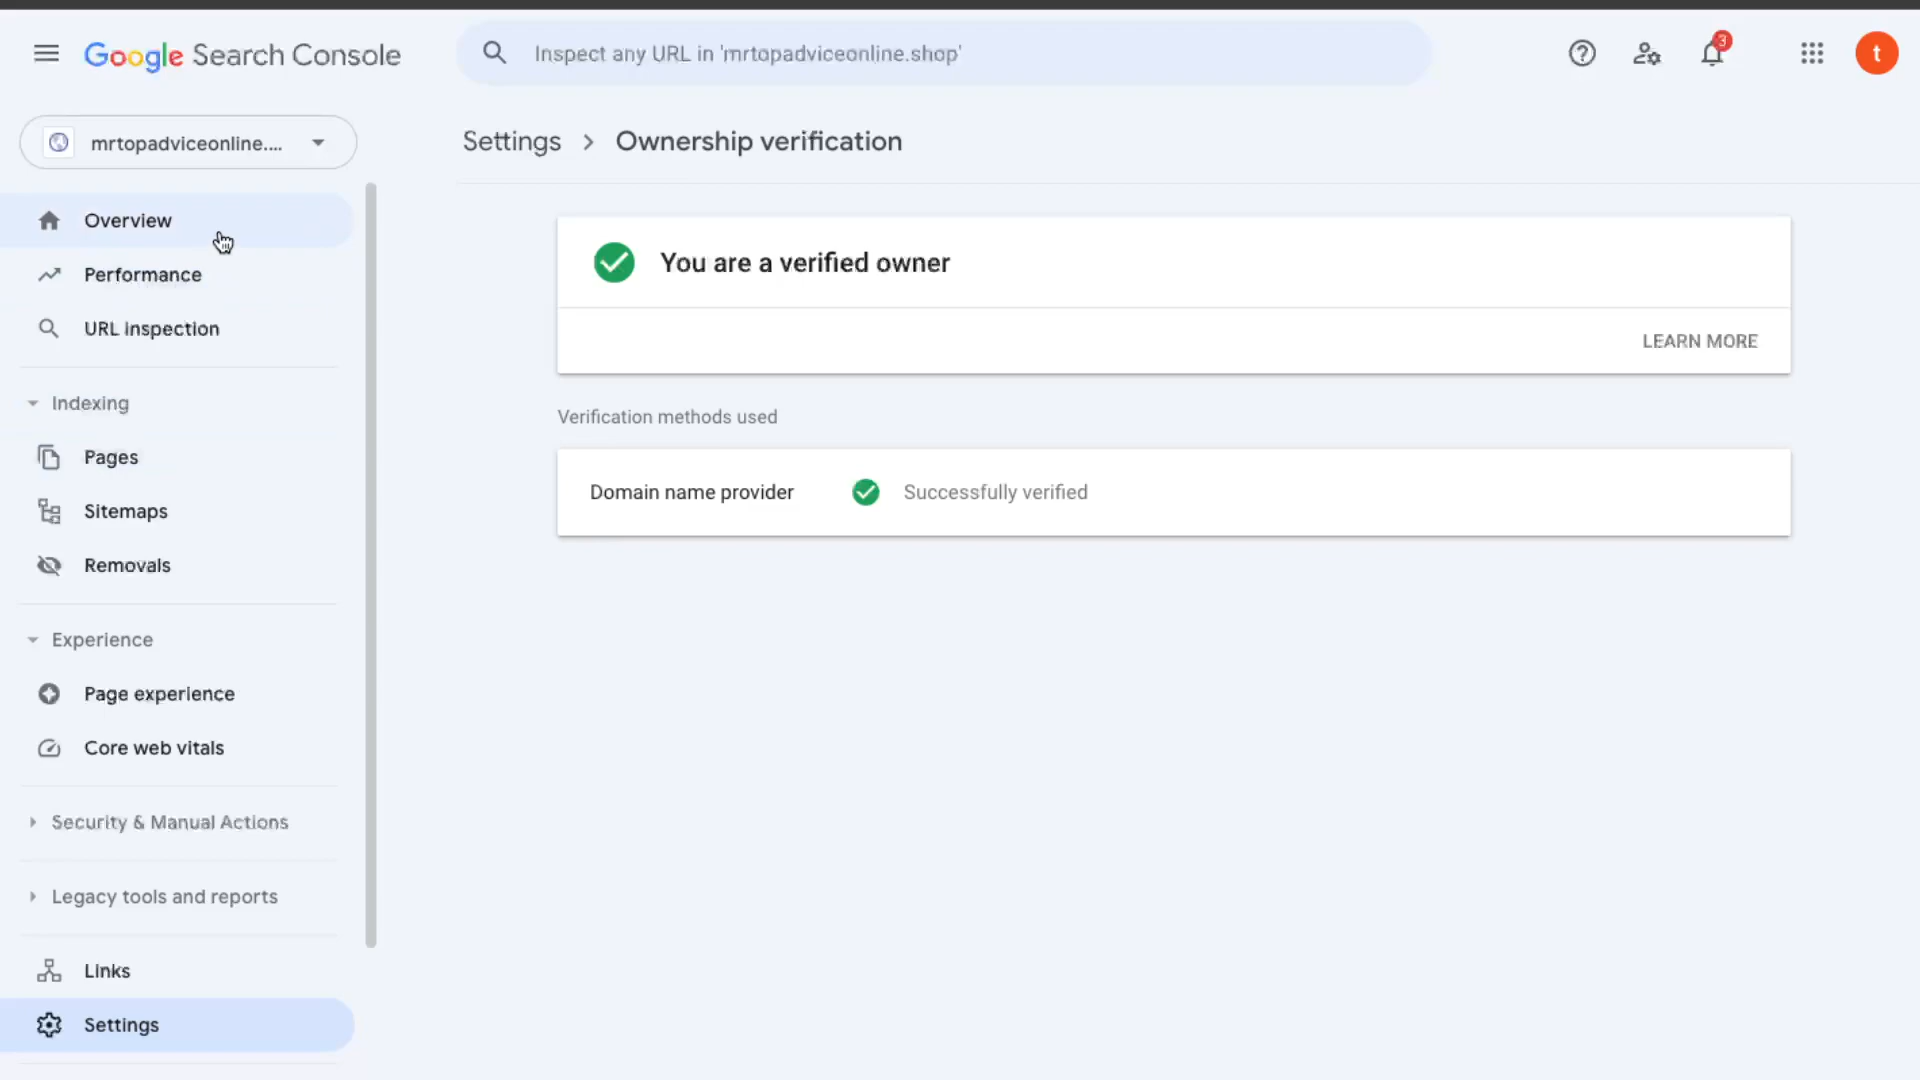 Google Search Console
Inspect any URL in 'mrtopadviceonline.shop'
3
t
mrtopadviceonline....
Settings > Ownership verification
Overview
Performance
URL inspection
Indexing
Pages
Sitemaps
Removals
Experience
Page experience
Core web vitals
Security & Manual Actions
Legacy tools and reports
Links
Settings
You are a verified owner
LEARN MORE
Verification methods used
Domain name provider Successfully verified